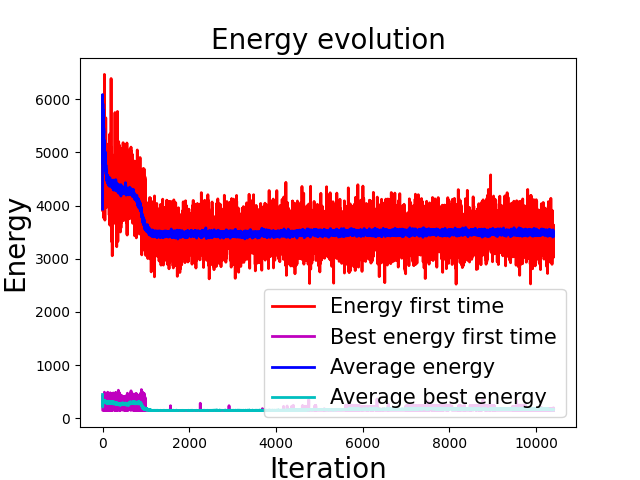 Energy evolution
6000
5000
4000
3000
2000
1000
0
Energy
Energy first time
Best energy first time
Average energy
Average best energy
0 2000 4000 6000 8000 10000
Iteration